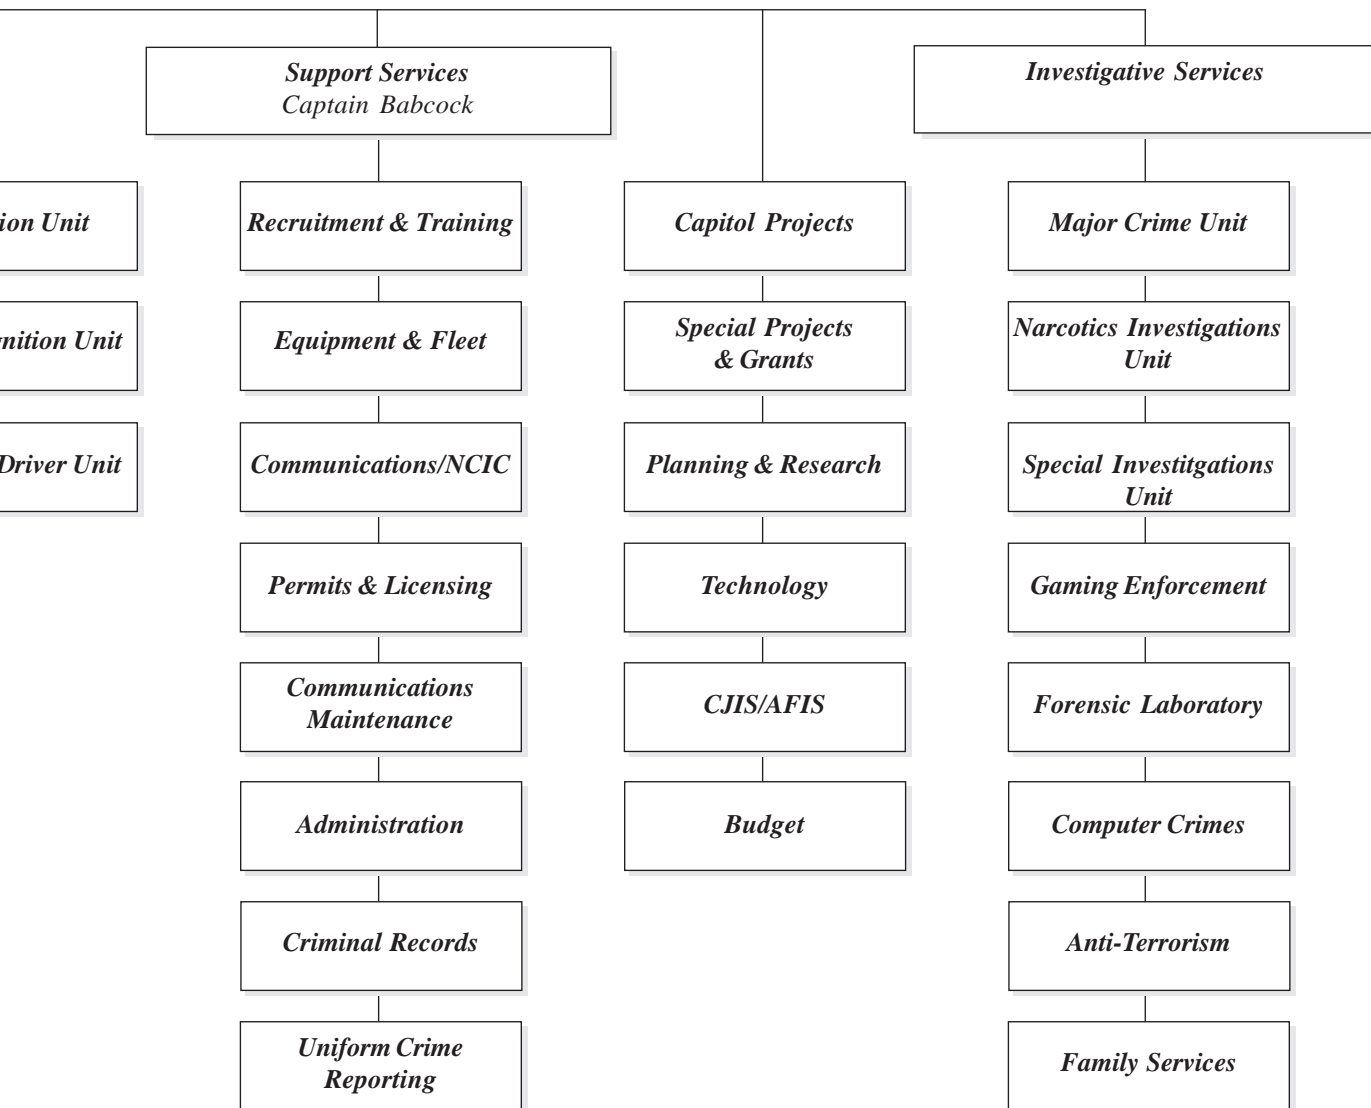 Support Services
Captain Babcock
Investigative Services
Unit
Recruitment & Training
Capitol Projects
Major Crime Unit
Unit
Equipment & Fleet
Special Projects
& Grants
Narcotics Investigations
Unit
Driver Unit
Communications/NCIC
Planning & Research
Special Investitgations
Unit
Permits & Licensing
Technology
Gaming Enforcement
Communications
Maintenance
CJIS/AFIS
Forensic Laboratory
Administration
Budget
Computer Crimes
Criminal Records
Anti-Terrorism
Uniform Crime
Reporting
Family Services